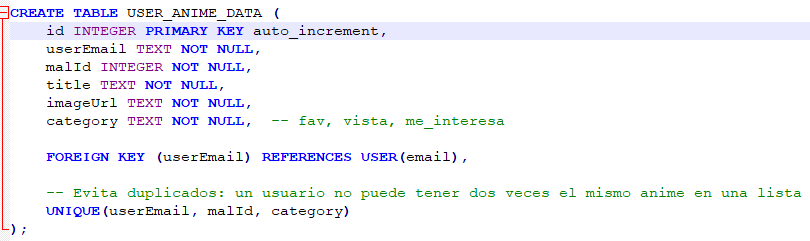 CREATE TABLE USER_ANIME_DATA (
    id INTEGER PRIMARY KEY auto_increment,
    userEmail TEXT NOT NULL,
    malId INTEGER NOT NULL,
    title TEXT NOT NULL,
    imageUrl TEXT NOT NULL,
    category TEXT NOT NULL,  -- fav, vista, me_interesa
    FOREIGN KEY (userEmail) REFERENCES USER(email),
    -- Evita duplicados: un usuario no puede tener dos veces el mismo anime en una lista
    UNIQUE(userEmail, malId, category)
);